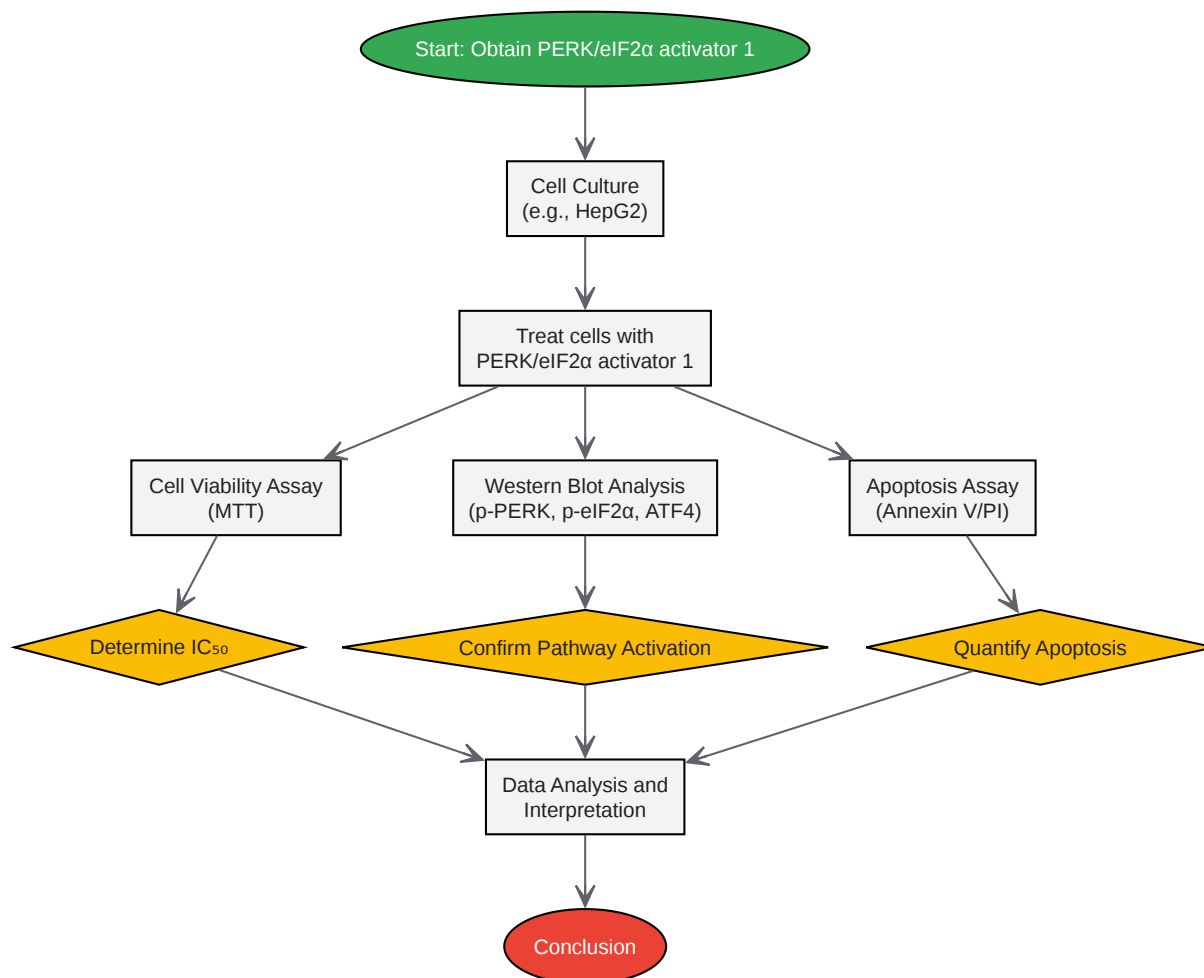 Start: Obtain PERK/eIF2α activator 1
Cell Culture
(e.g., HepG2)
Treat cells with
PERK/eIF2α activator 1
Cell Viability Assay
(MTT)
Western Blot Analysis
(p-PERK, p-eIF2α, ATF4)
Apoptosis Assay
(Annexin V/PI)
Determine IC₅₀
Confirm Pathway Activation
Quantify Apoptosis
Data Analysis and
Interpretation
Conclusion